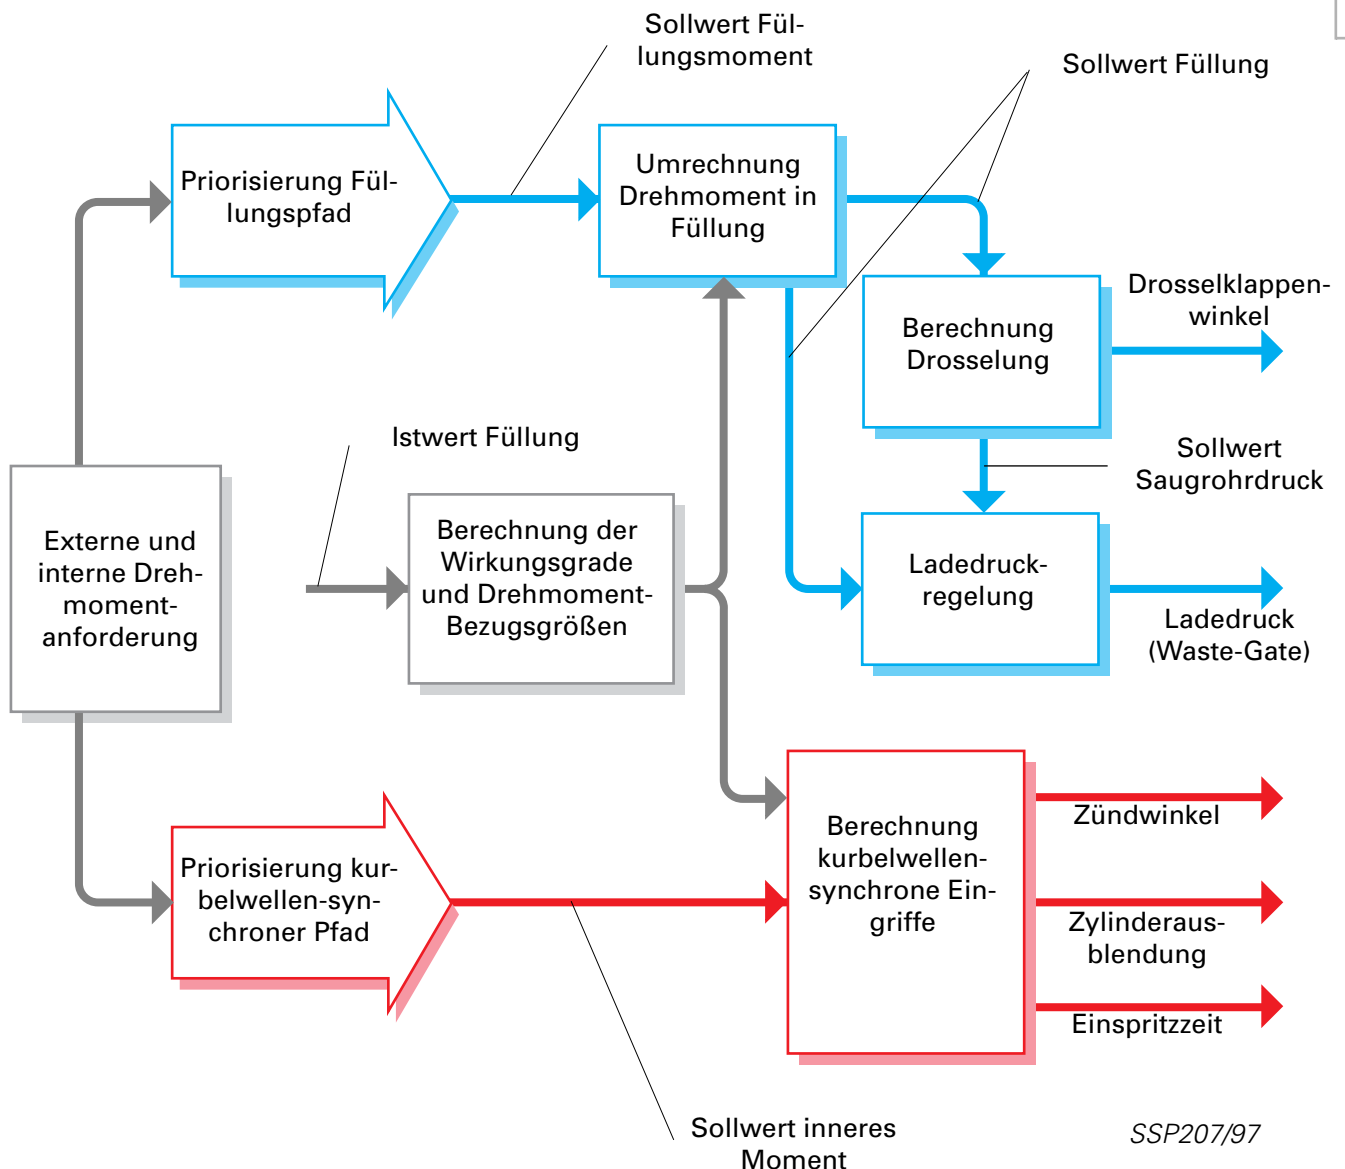 Sollwert Fül-
lungsmoment
Sollwert Füllung
Priorisierung Fül-
lungspfad
Umrechnung
Drehmoment in
Füllung
Drosselklappen-
winkel
Berechnung
Drosselung
Istwert Füllung
Sollwert
Saugrohrdruck
Externe und
interne Dreh-
moment-
anforderung
Berechnung der
Wirkungsgrade
und Drehmoment-
Bezugsgrößen
Ladedruck-
regelung
Ladedruck
(Waste-Gate)
Priorisierung kur-
belwellen-syn-
chroner Pfad
Berechnung
kurbelwellen-
synchrone Ein-
griffe
Zündwinkel
Zylinderaus-
blendung
Einspritzzeit
Sollwert inneres
Moment
SSP207/97